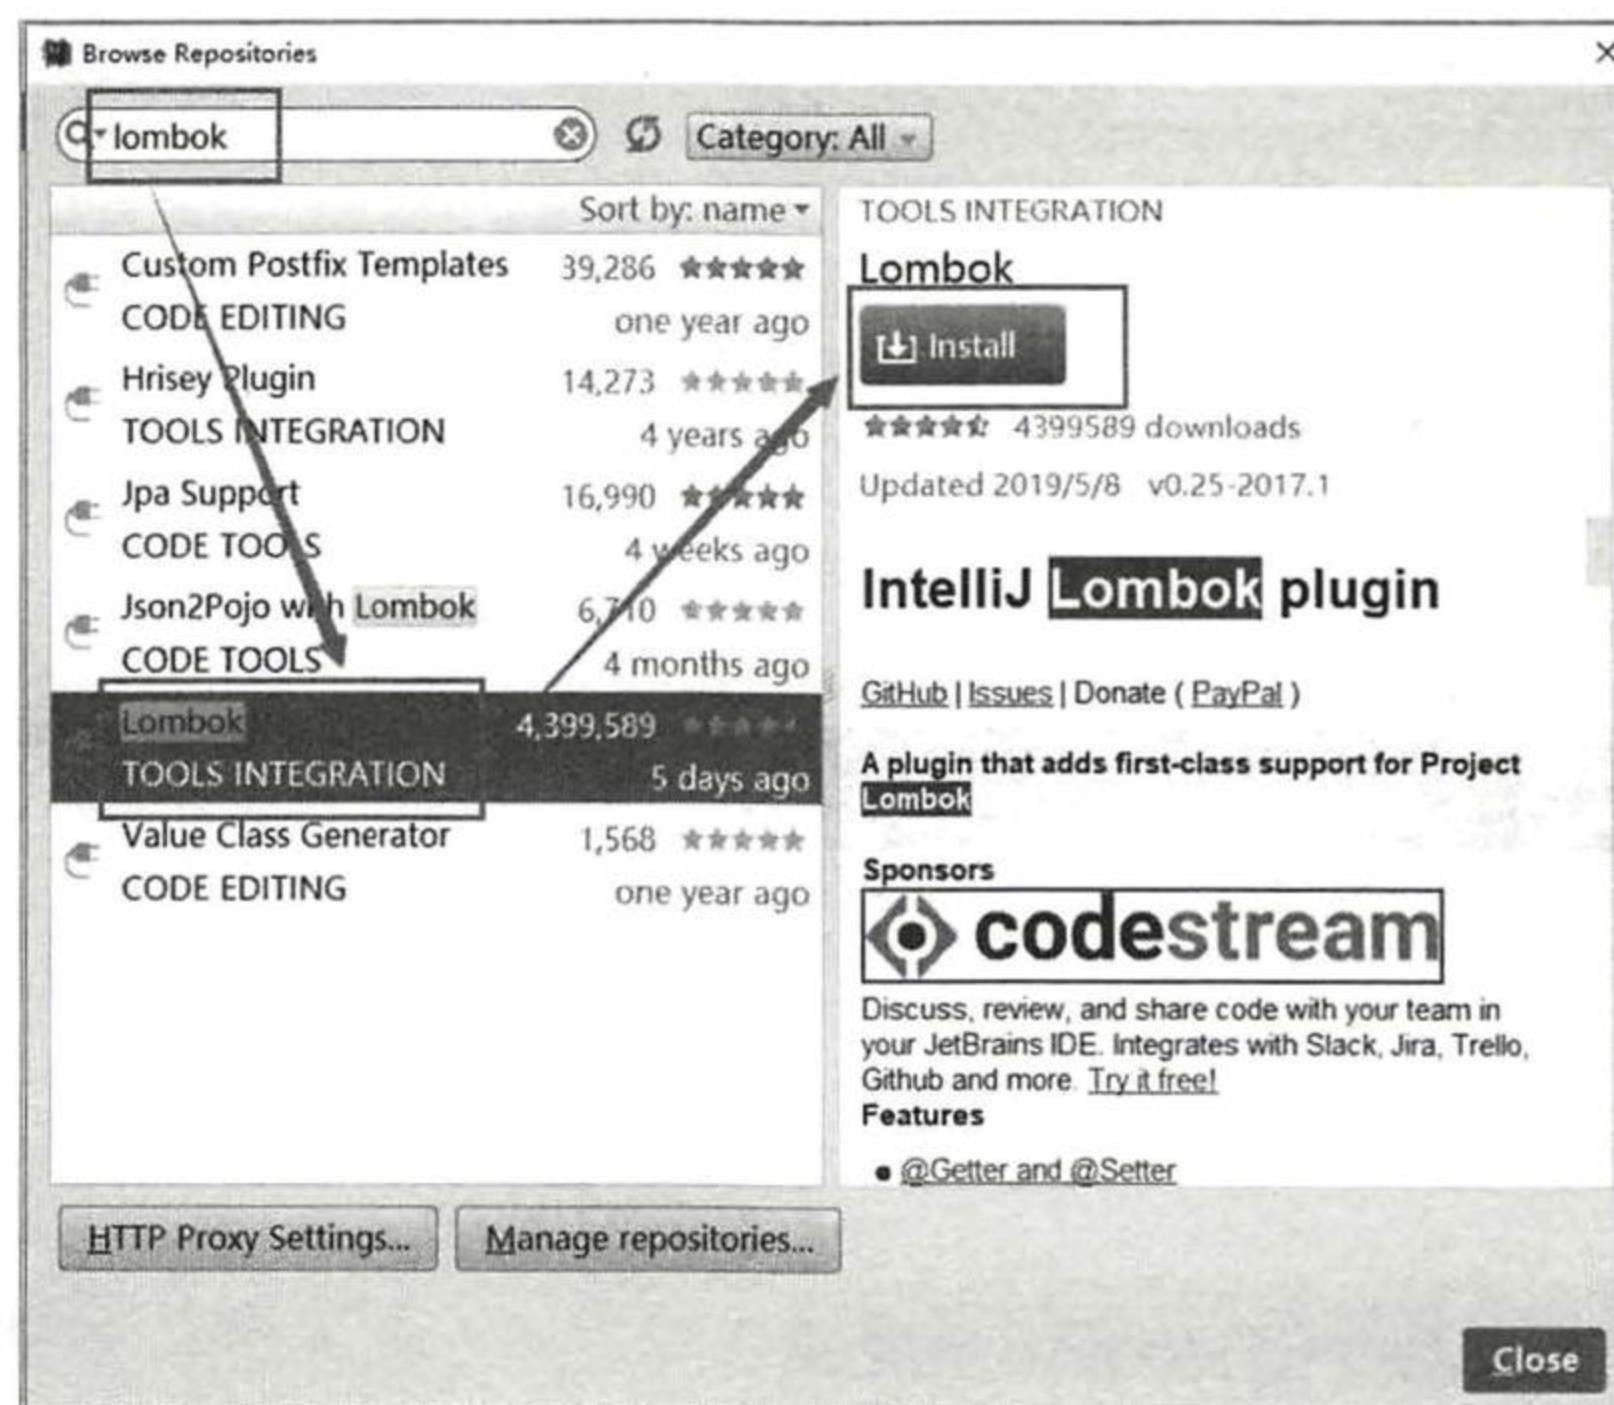 Browse Repositories
lombok
Category: All
Sort by: name
Custom Postfix Templates 39,286
CODE EDITING one year ago
Hrisey Plugin 14,273
TOOLS INTEGRATION 4 years ago
Jpa Support 16,990
CODE TOOLS 4 weeks ago
Json2Pojo with Lombok 6,710
CODE TOOLS 4 months ago
Lombok 4,399,589
TOOLS INTEGRATION 5 days ago
Value Class Generator 1,568
CODE EDITING one year ago
HTTP Proxy Settings...
Manage repositories...
TOOLS INTEGRATION
Lombok
Install
4399589 downloads
Updated 2019/5/8 v0.25-2017.1
IntelliJ Lombok plugin
GitHub | Issues | Donate ( PayPal )
A plugin that adds first-class support for Project
Lombok
Sponsors
codestream
Discuss, review, and share code with your team in
your JetBrains IDE. Integrates with Slack, Jira, Trello,
Github and more. Try it free!
Features
• @Getter and @Setter
Close